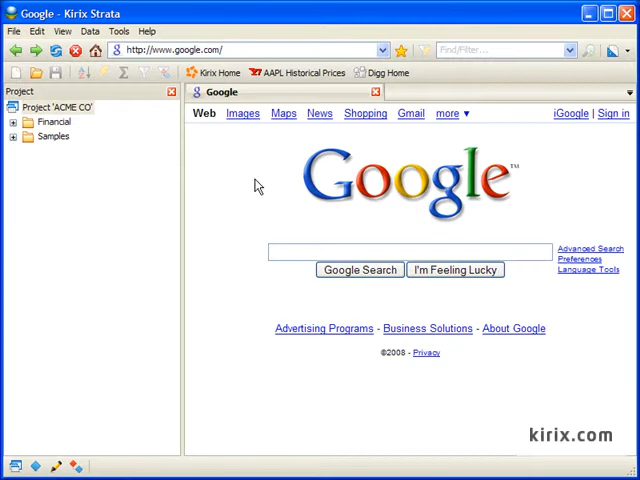 Google - Kirix Strata
File Edit View Data Tools Help
http://www.google.com/
Find/Filter...
Kirix Home AAPL Historical Prices Digg Home
Project
Google
Project 'ACME CO'
Financial
Samples
Web Images Maps News Shopping Gmail more ▼ iGoogle | Sign in
Google™
Advanced Search
Preferences
Language Tools
Google Search I'm Feeling Lucky
Advertising Programs - Business Solutions - About Google
©2008 - Privacy
kirix.com